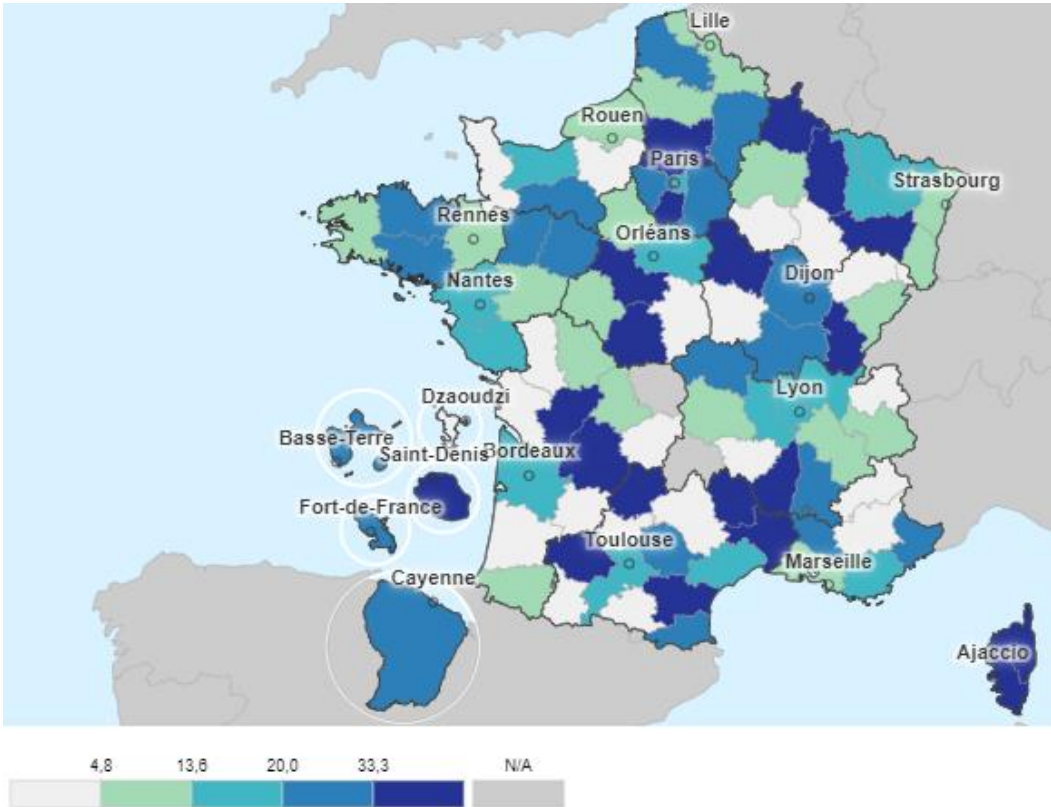 Lille
Rouen
Paris
Strasbourg
Rennes
Orléans
Nantes
Dijon
Dzaoudzi
Lyon
Basse-Terre
Saint-Denis
Bordeaux
Fort-de-France
Toulouse
Marseille
Cayenne
Ajaccio
4,8 13,6 20,0 33,3 N/A